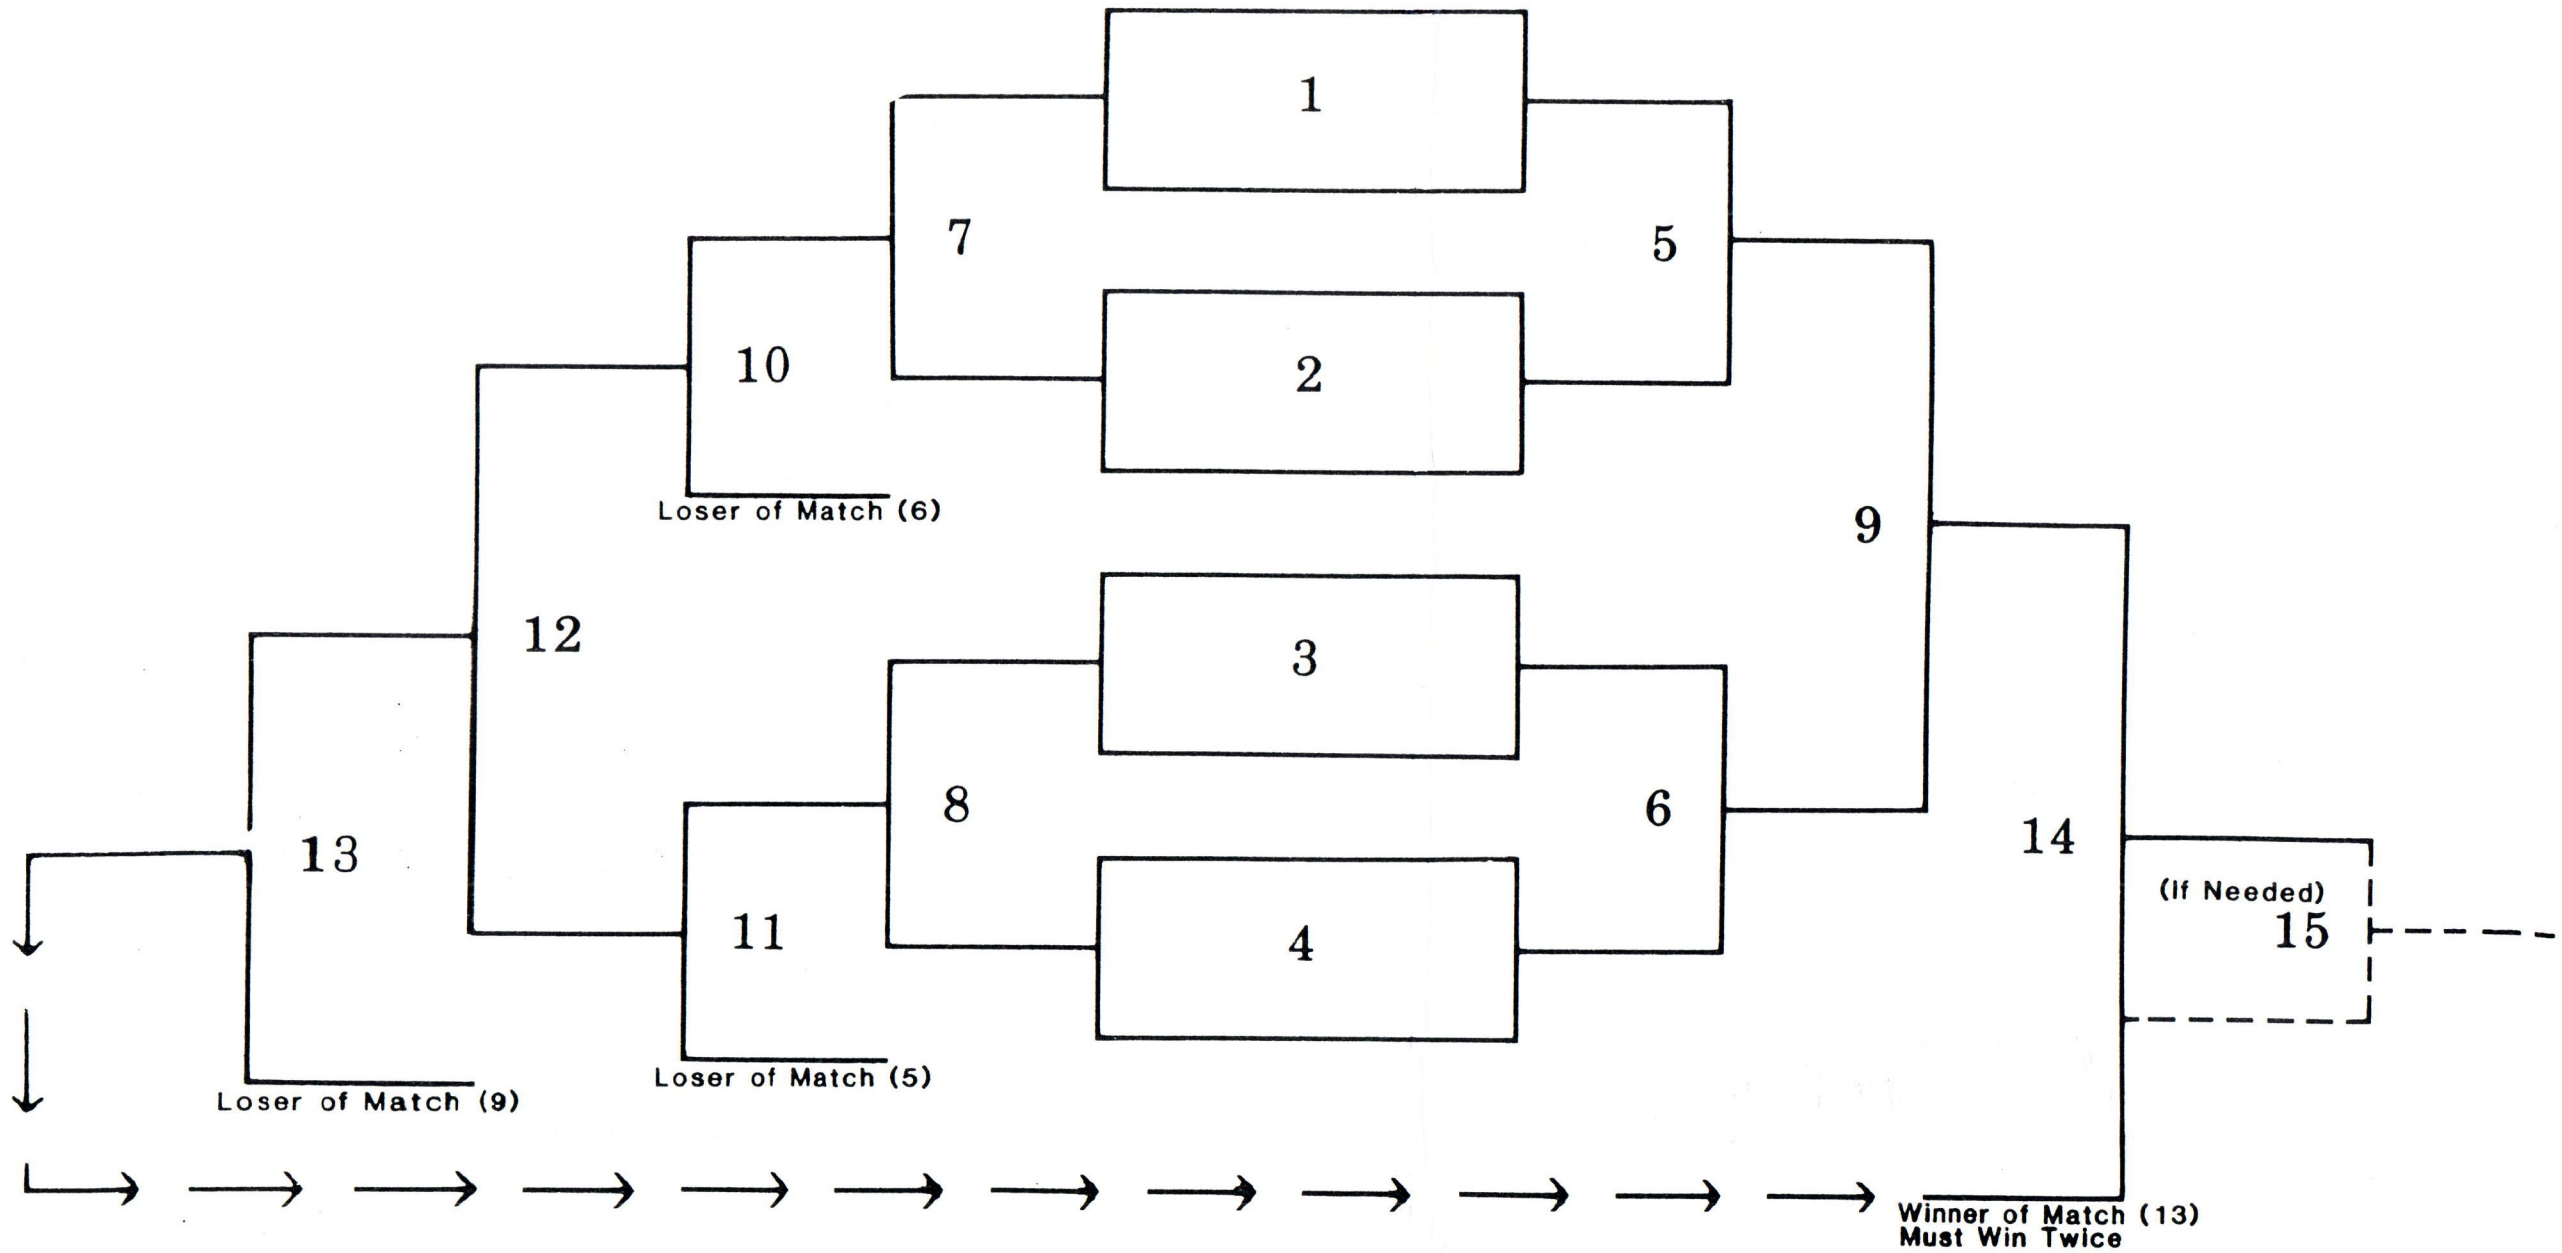 1
7
5
10
2
Loser of Match (6)
9
12
3
8
6
14
13
(If Needed)
15
11
4
Loser of Match (5)
Loser of Match (9)
Winner of Match (13)
Must Win Twice